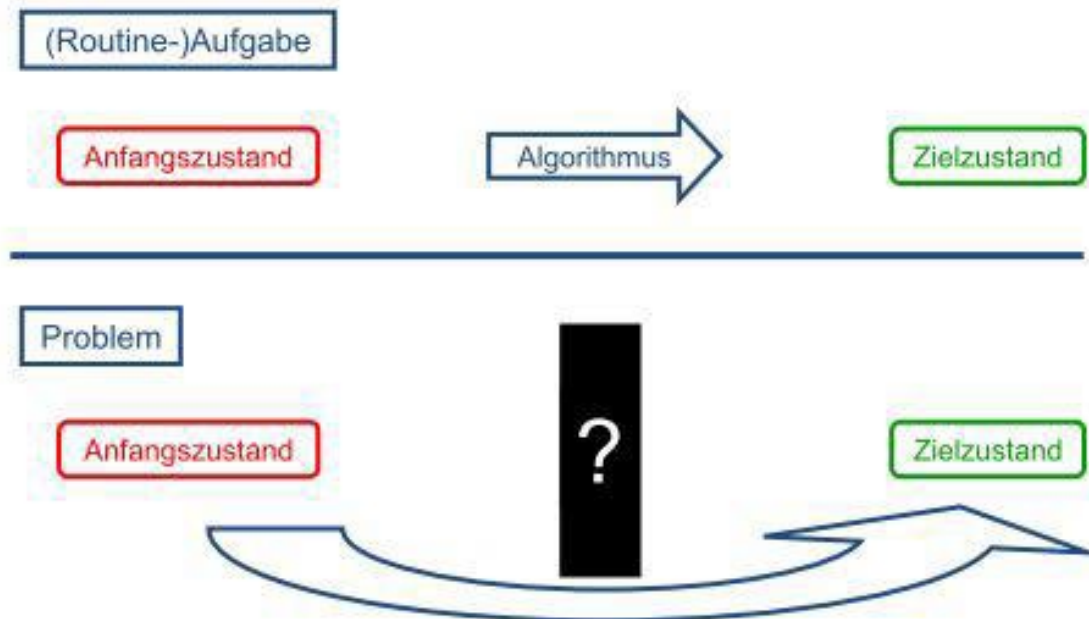 (Routine-)Aufgabe
Anfangszustand
Algorithmus
Zielzustand
Problem
?
Anfangszustand
Zielzustand